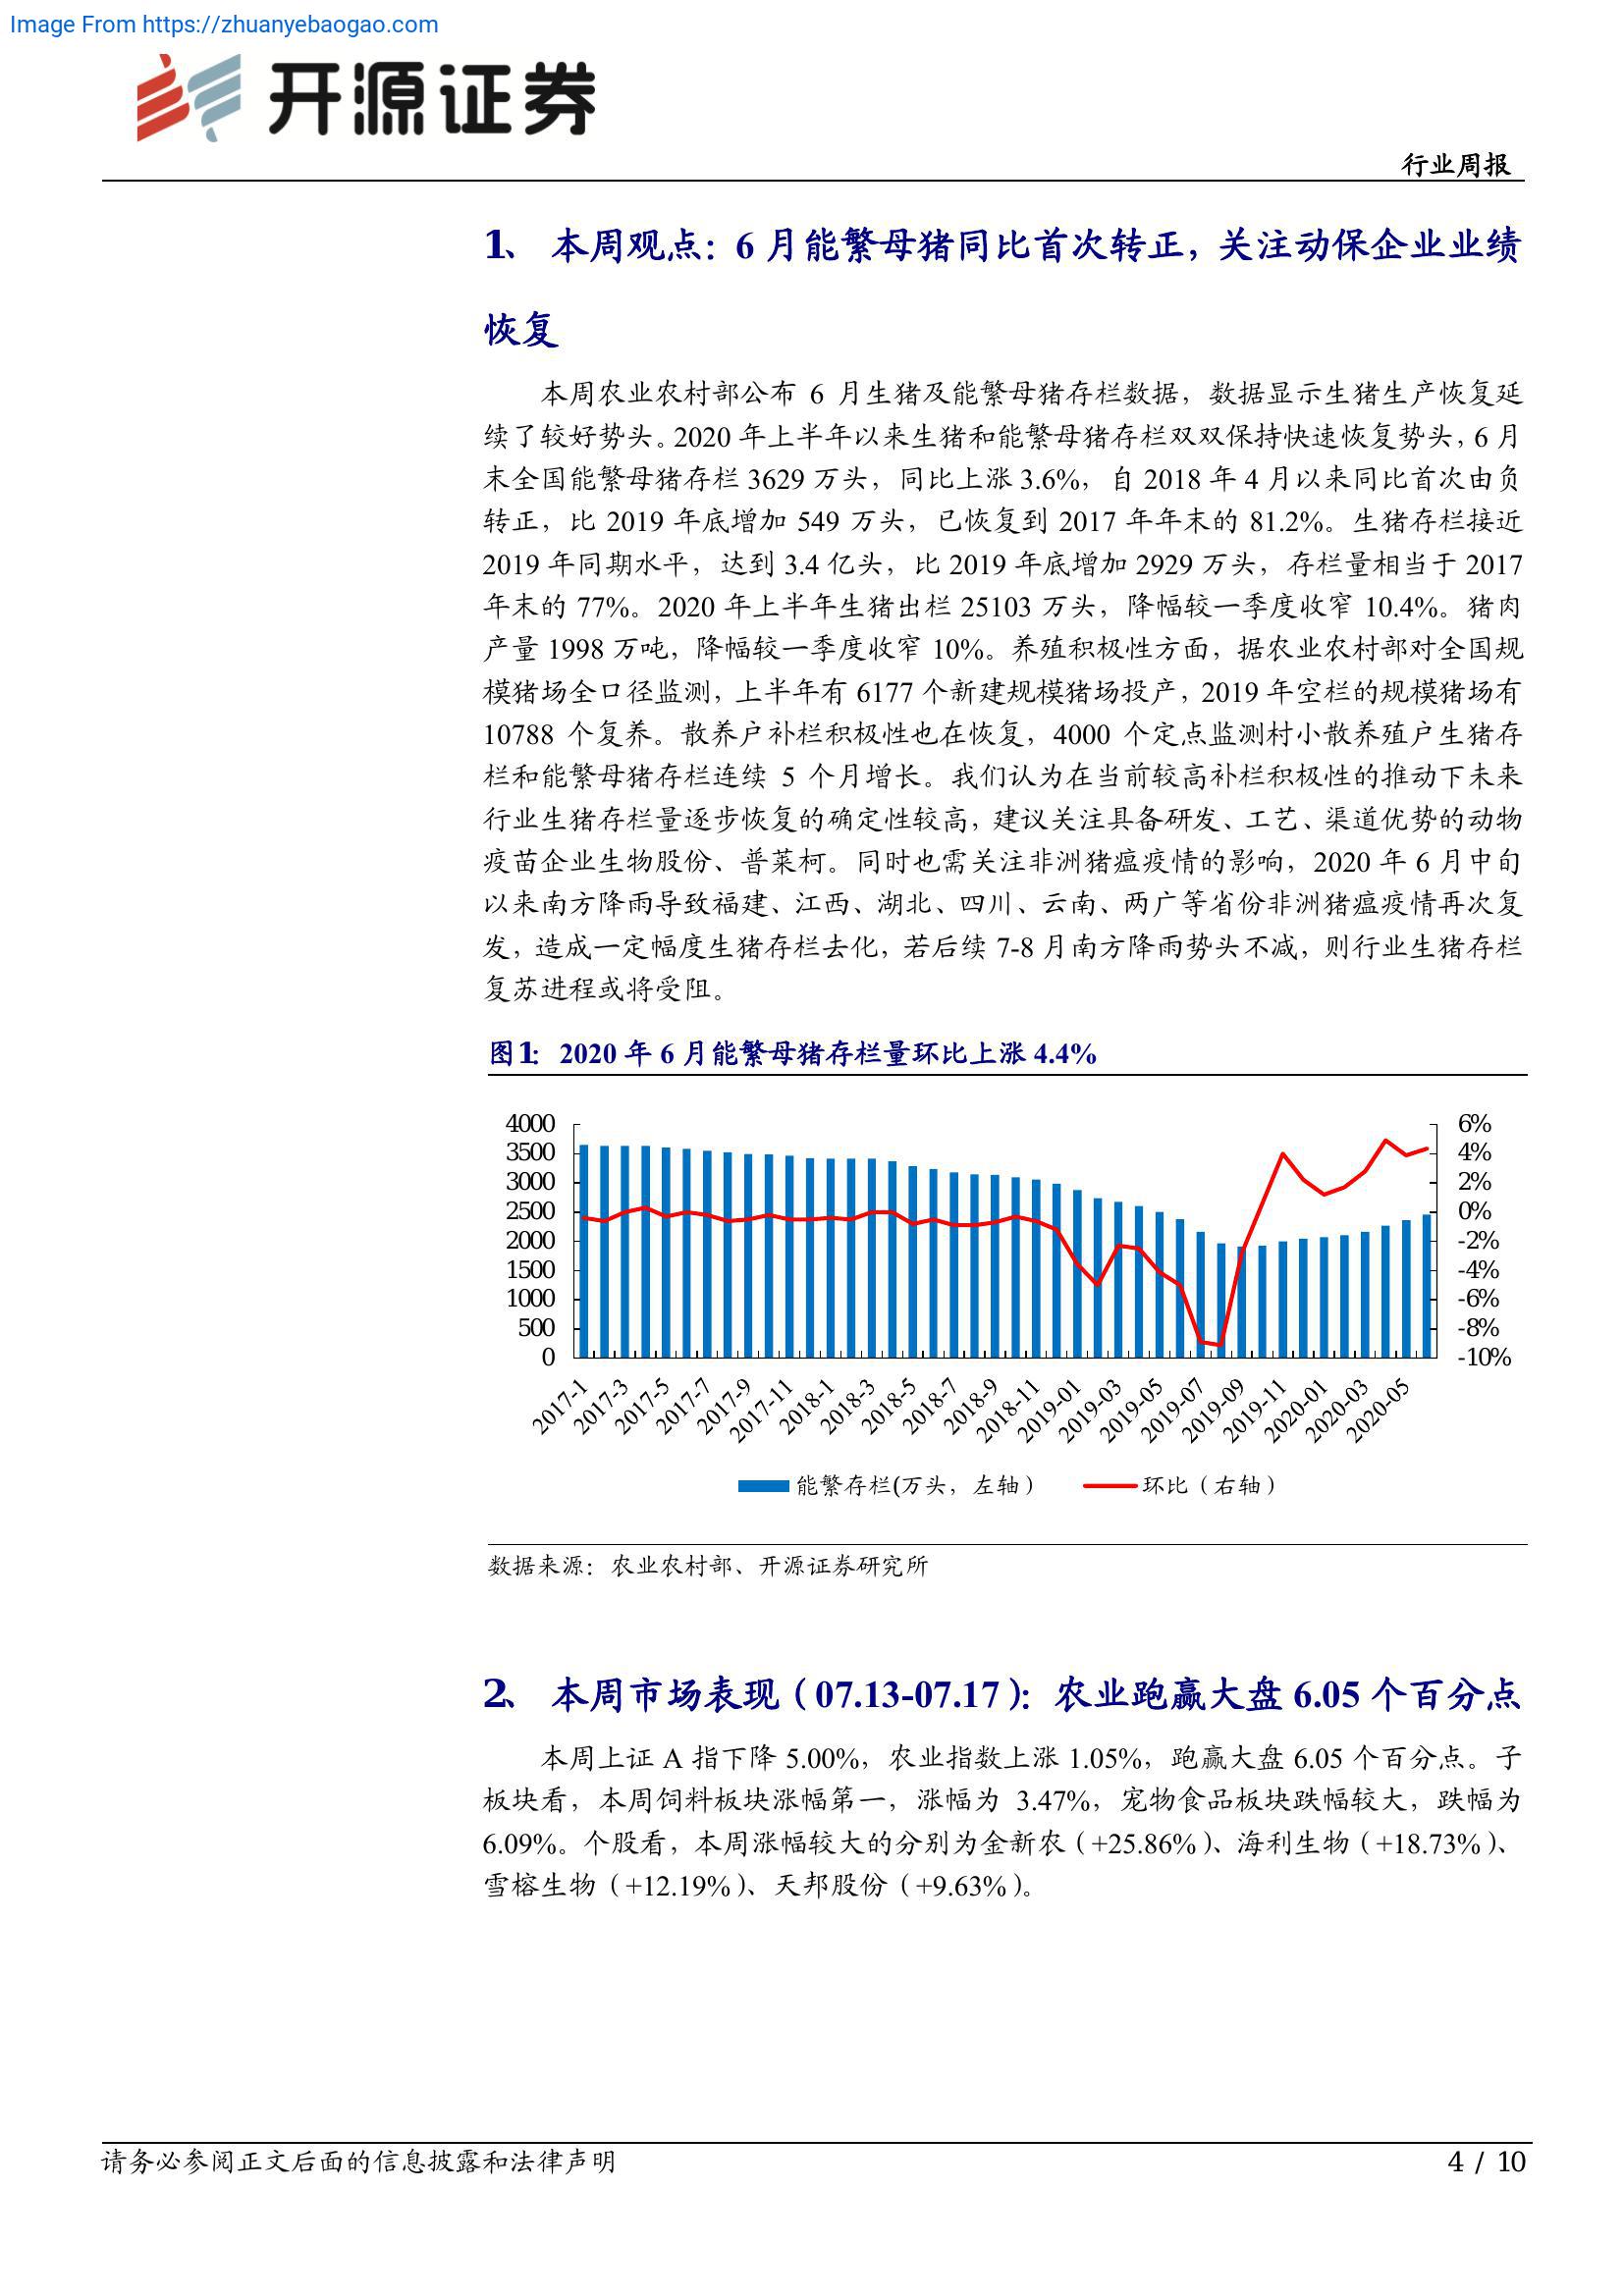 Image From https://zhuanyebaogao.com
开源证券
行业周报
1、 本周观点：6 月能繁母猪同比首次转正，关注动保企业业绩
恢复
本周农业农村部公布 6 月生猪及能繁母猪存栏数据，数据显示生猪生产恢复延
续了较好势头。2020 年上半年以来生猪和能繁母猪存栏双双保持快速恢复势头，6 月
末全国能繁母猪存栏 3629 万头，同比上涨 3.6%，自 2018 年 4 月以来同比首次由负
转正，比 2019 年底增加 549 万头，已恢复到 2017 年年末的 81.2%。生猪存栏接近
2019 年同期水平，达到 3.4 亿头，比 2019 年底增加 2929 万头，存栏量相当于 2017
年末的 77%。2020 年上半年生猪出栏 25103 万头，降幅较一季度收窄 10.4%。猪肉
产量 1998 万吨，降幅较一季度收窄 10%。养殖积极性方面，据农业农村部对全国规
模猪场全口径监测，上半年有 6177 个新建规模猪场投产，2019 年空栏的规模猪场有
10788 个复养。散养户补栏积极性也在恢复，4000 个定点监测村小散养殖户生猪存
栏和能繁母猪存栏连续 5 个月增长。我们认为在当前较高补栏积极性的推动下未来
行业生猪存栏量逐步恢复的确定性较高，建议关注具备研发、工艺、渠道优势的动物
疫苗企业生物股份、普莱柯。同时也需关注非洲猪瘟疫情的影响，2020 年 6 月中旬
以来南方降雨导致福建、江西、湖北、四川、云南、两广等省份非洲猪瘟疫情再次复
发，造成一定幅度生猪存栏去化，若后续 7-8 月南方降雨势头不减，则行业生猪存栏
复苏进程或将受阻。
图1： 2020 年 6 月能繁母猪存栏量环比上涨 4.4%
4000 6%
3500 4%
3000 2%
2500 0%
2000 -2%
1500 -4%
1000 -6%
500 -8%
0 -10%
2017-1 2017-3 2017-5 2017-7 2017-9 2017-11 2018-1 2018-3 2018-5 2018-7 2018-9 2018-11 2019-01 2019-03 2019-05 2019-07 2019-09 2019-11 2020-01 2020-03 2020-05
能繁存栏(万头，左轴） 环比（右轴）
数据来源：农业农村部、开源证券研究所
2、 本周市场表现（07.13-07.17）：农业跑赢大盘 6.05 个百分点
本周上证 A 指下降 5.00%，农业指数上涨 1.05%，跑赢大盘 6.05 个百分点。子
板块看，本周饲料板块涨幅第一，涨幅为 3.47%，宠物食品板块跌幅较大，跌幅为
6.09%。个股看，本周涨幅较大的分别为金新农（+25.86%）、海利生物（+18.73%）、
雪榕生物（+12.19%）、天邦股份（+9.63%）。
请务必参阅正文后面的信息披露和法律声明 4 / 10